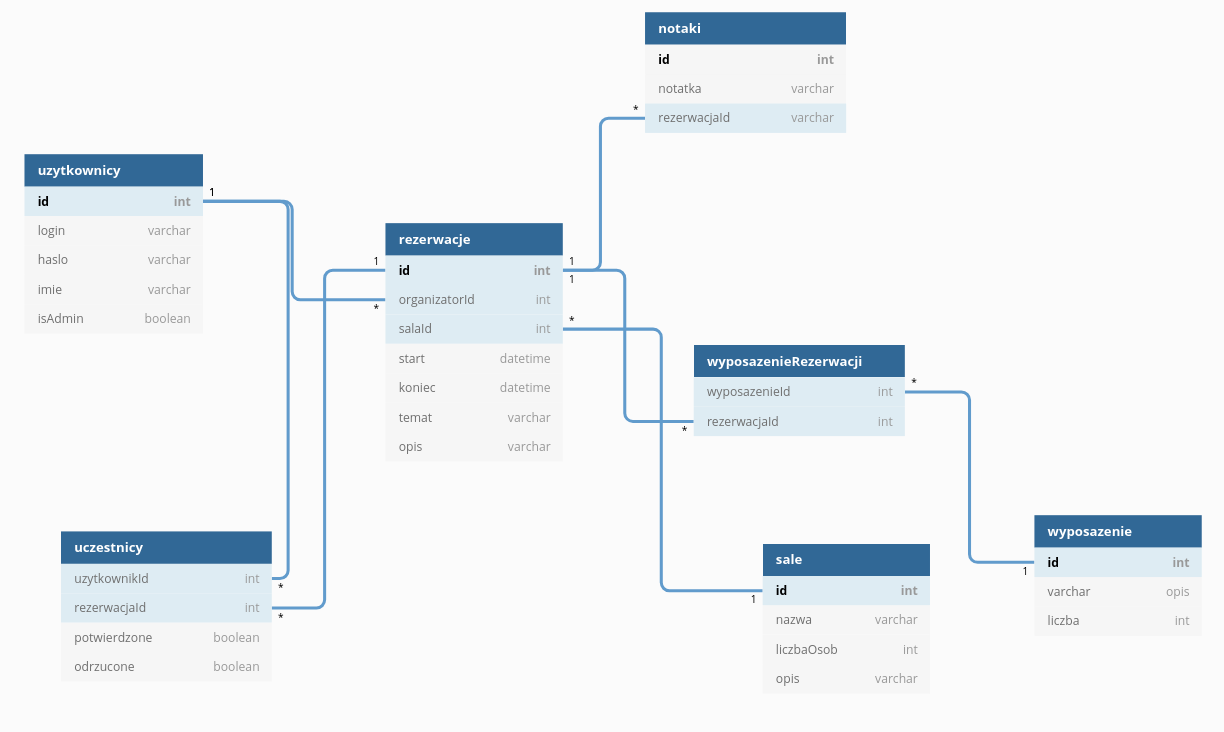 notaki
id int
notatka varchar
* rezerwacjaId varchar
uzytkownicy
1
id int
login varchar
haslo varchar
imie varchar
isAdmin boolean
rezerwacje
1 id int 1
1
organizatorId int
*
salaId int *
start datetime
koniec datetime
temat varchar
opis varchar
wyposazenieRezerwacji
wyposazenieId int *
rezerwacjaId int
*
uczestnicy
uzytkownikId int
*
rezerwacjaId int
*
potwierdzone boolean
odrzucone boolean
sale
id int
1
nazwa varchar
liczbaOsob int
opis varchar
wyposazenie
id int
1
varchar opis
liczba int